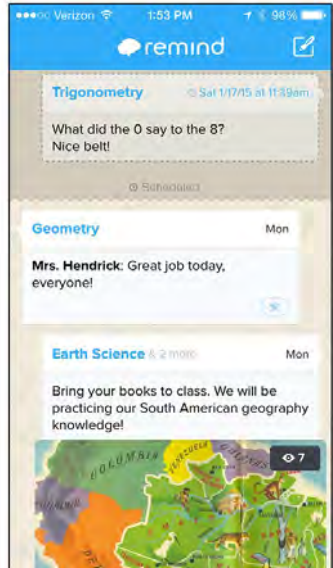 Verizon 1:53 PM 98%
remind
Trigonometry Sat 1/17/15 at 11:39am
What did the 0 say to the 8?
Nice belt!
Scheduled
Geometry Mon
Mrs. Hendrick: Great job today,
everyone!
Earth Science & 2 more Mon
Bring your books to class. We will be
practicing our South American geography
knowledge!
7
COLOMBIA
VENEZUELA